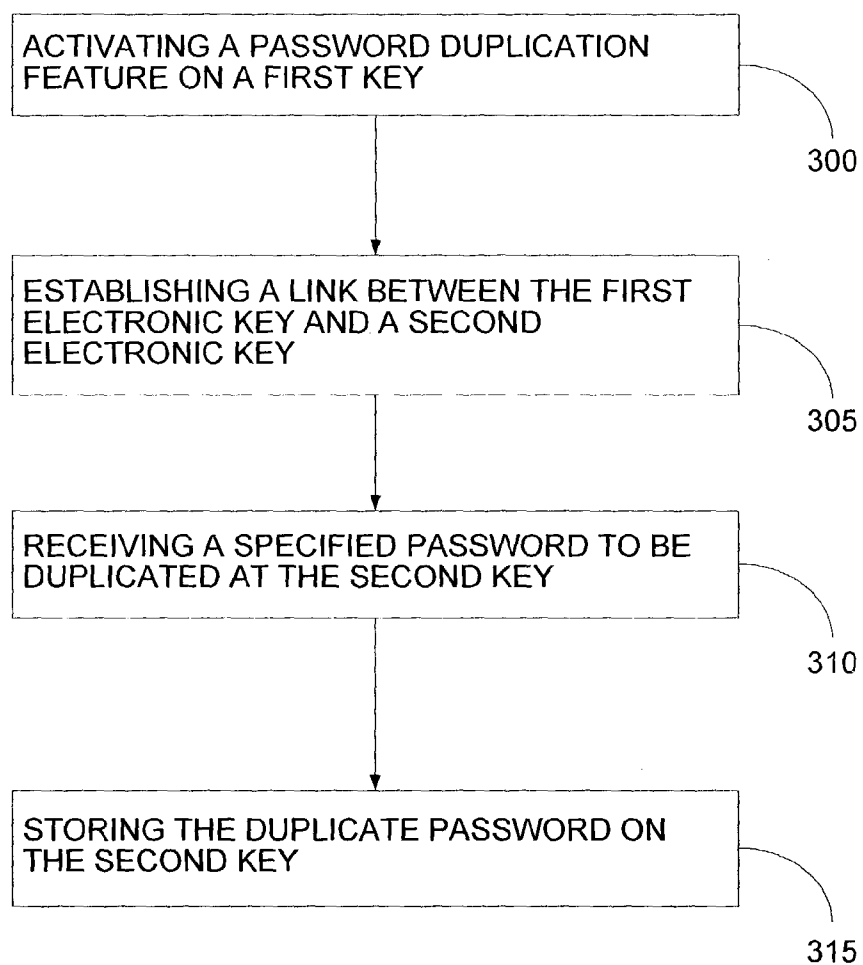 ACTIVATING A PASSWORD DUPLICATION
FEATURE ON A FIRST KEY
300
ESTABLISHING A LINK BETWEEN THE FIRST
ELECTRONIC KEY AND A SECOND
ELECTRONIC KEY
305
RECEIVING A SPECIFIED PASSWORD TO BE
DUPLICATED AT THE SECOND KEY
310
STORING THE DUPLICATE PASSWORD ON
THE SECOND KEY
315